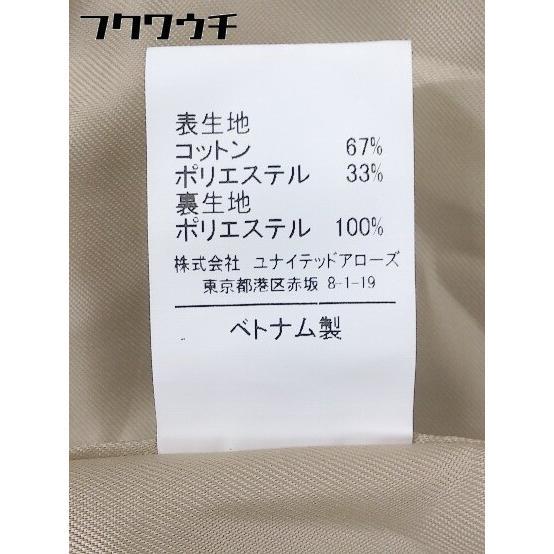 フクワウチ
表生地
コットン 67%
ポリエステル 33%
裏生地
ポリエステル 100%
株式会社 ユナイテッドアローズ
東京都港区赤坂 8-1-19
ベトナム製